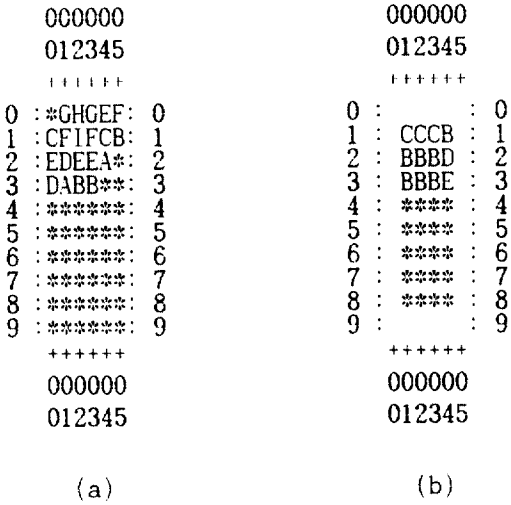 000000 000000
012345 012345
++++++ ++++++
0 :*GHGEF: 0 0 : : 0
1 :CFIFCB: 1 1 : CCCB : 1
2 :EDEEA*: 2 2 : BBBD : 2
3 :DABB**: 3 3 : BBBE : 3
4 :******: 4 4 : **** : 4
5 :******: 5 5 : **** : 5
6 :******: 6 6 : **** : 6
7 :******: 7 7 : **** : 7
8 :******: 8 8 : **** : 8
9 :******: 9 9 : : 9
++++++ ++++++
000000 000000
012345 012345
(a) (b)